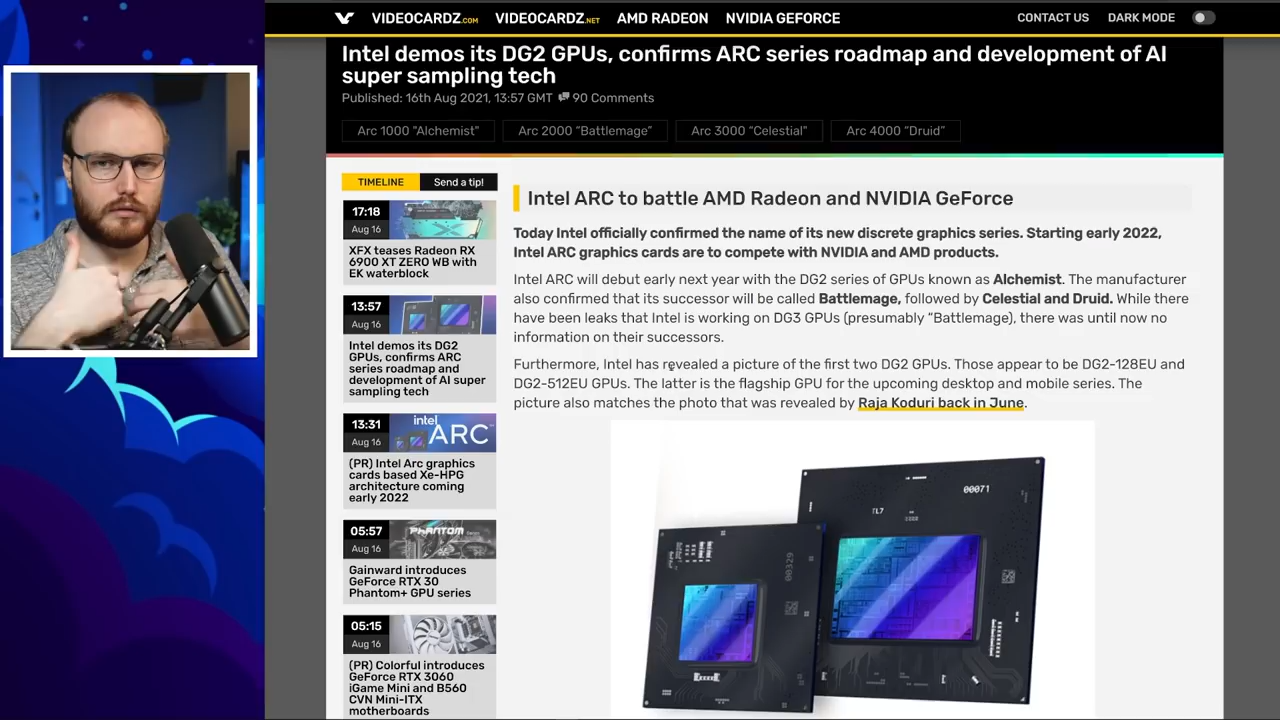 VIDEOCARDZ.COM
VIDEOCARDZ.NET
AMD RADEON
NVIDIA GEFORCE
CONTACT US
DARK MODE
Intel demos its DG2 GPUs, confirms ARC series roadmap and development of AI
super sampling tech
Published: 16th Aug 2021, 13:57 GMT
90 Comments
Arc 1000 "Alchemist"
Arc 2000 "Battlemage"
Arc 3000 "Celestial"
Arc 4000 “Druid”
TIMELINE
Send a tip!
17:18
Aug 16
XFX teases Radeon RX
6900 XT ZERO WB with
EK waterblock
13:57
Aug 16
Intel demos its DG2
GPUs, confirms ARC
series roadmap and
development of AI super
sampling tech
13:31
Aug 16
intel
ARC
(PR) Intel Arc graphics
cards based Xe-HPG
architecture coming
early 2022
05:57
Aug 16
PHANTOM
Gainward introduces
GeForce RTX 30
Phantom+ GPU series
05:15
Aug 16
(PR) Colorful introduces
GeForce RTX 3060
iGame Mini and B560
CVN Mini-ITX
motherboards
Intel ARC to battle AMD Radeon and NVIDIA GeForce
Today Intel officially confirmed the name of its new discrete graphics series. Starting early 2022,
Intel ARC graphics cards are to compete with NVIDIA and AMD products.
Intel ARC will debut early next year with the DG2 series of GPUs known as Alchemist. The manufacturer
also confirmed that its successor will be called Battlemage, followed by Celestial and Druid. While there
have been leaks that Intel is working on DG3 GPUs (presumably “Battlemage), there was until now no
information on their successors.
Furthermore, Intel has revealed a picture of the first two DG2 GPUs. Those appear to be DG2-128EU and
DG2-512EU GPUs. The latter is the flagship GPU for the upcoming desktop and mobile series. The
picture also matches the photo that was revealed by Raja Koduri back in June.
00071
00329